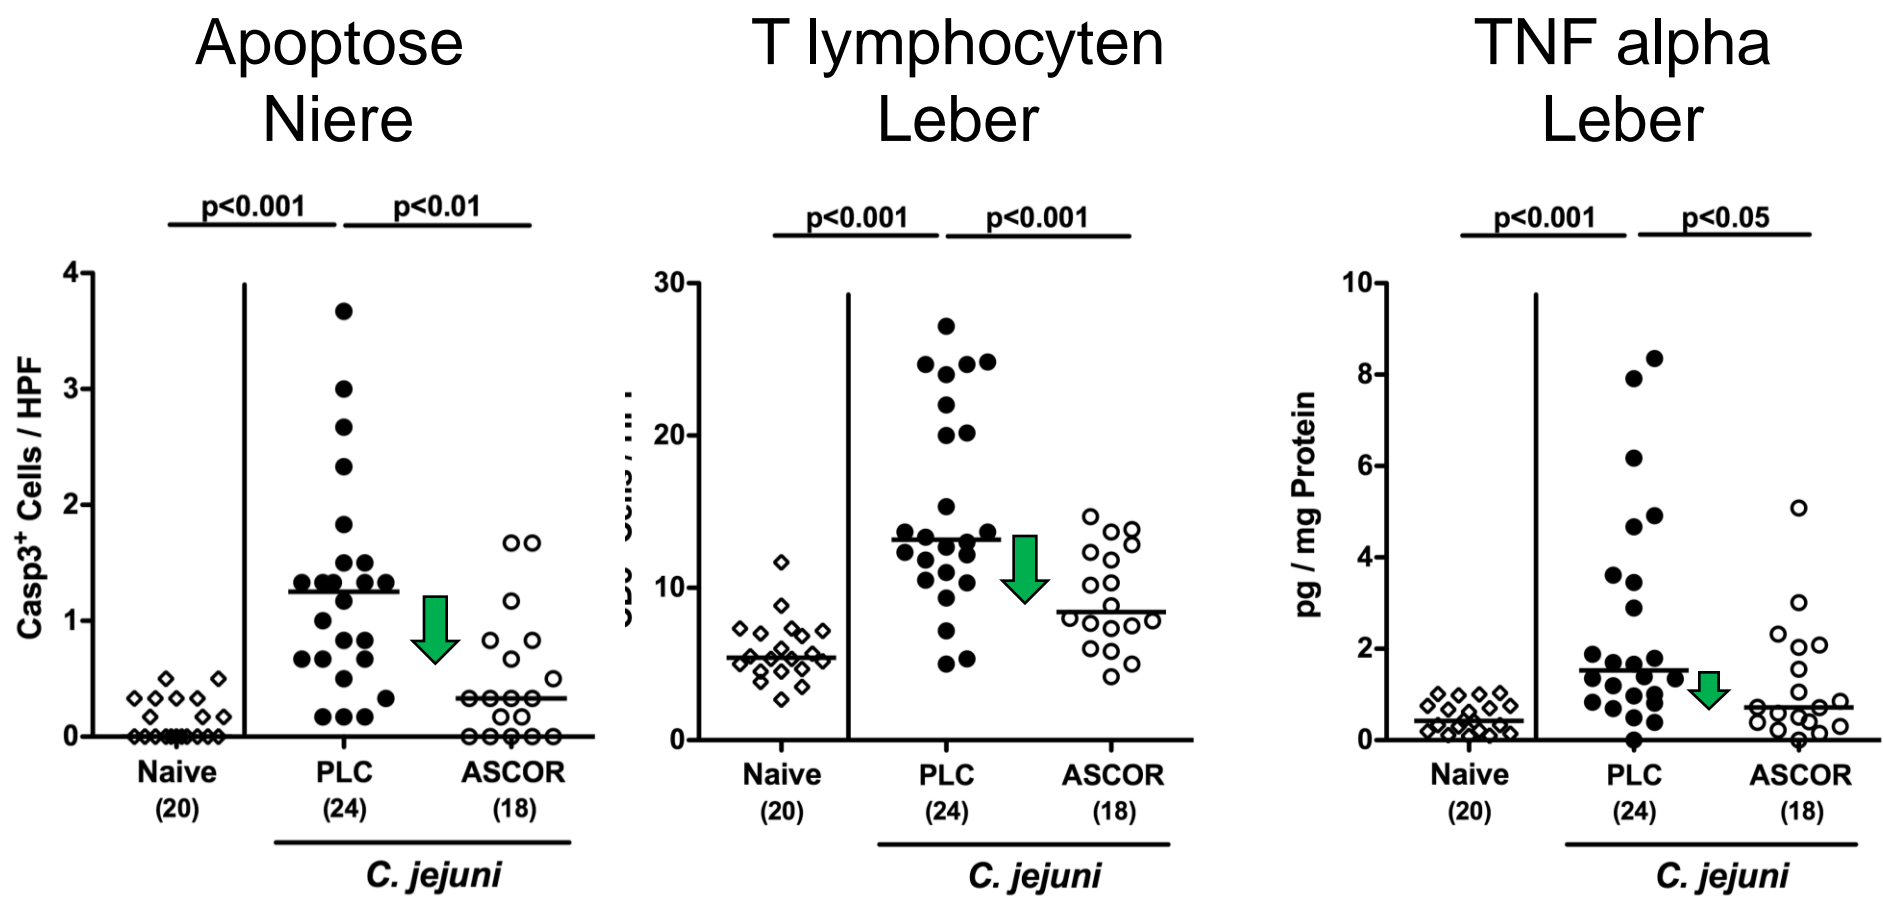 Apoptose
Niere
p<0.001
p<0.01
4
3
2
1
0
Casp3+ Cells / HPF
Naive
PLC
ASCOR
(20)
(24)
(18)
C. jejuni
T lymphocyten
Leber
p<0.001
p<0.001
30
20
10
0
Naive
PLC
ASCOR
(20)
(24)
(18)
C. jejuni
TNF alpha
Leber
p<0.001
p<0.05
10
8
6
4
2
0
pg / mg Protein
Naive
PLC
ASCOR
(20)
(24)
(18)
C. jejuni